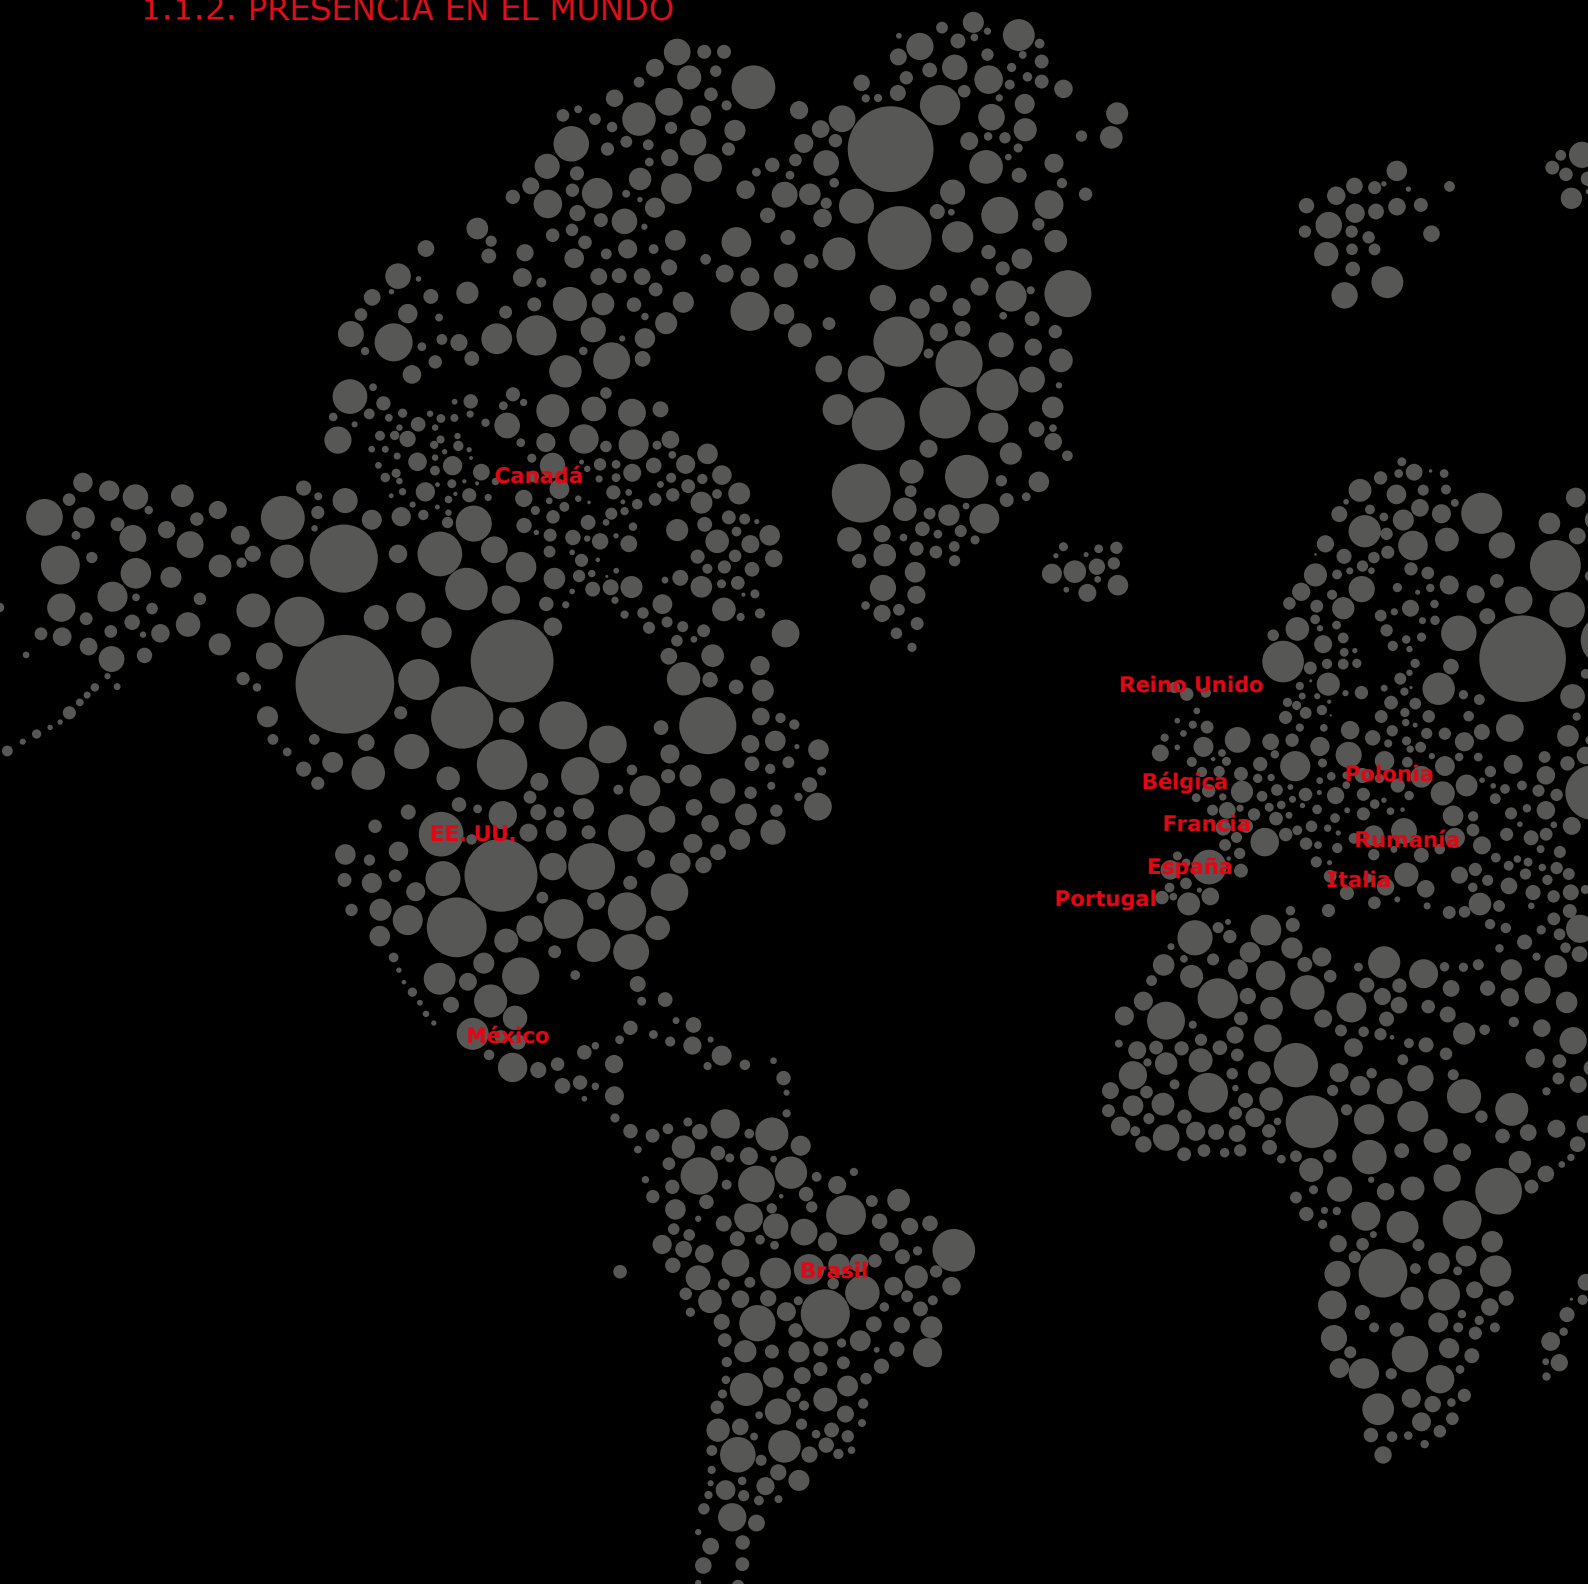 1.1.2. PRESENCIA EN EL MUNDO
Canadá
Reino Unido
Polonia
Bélgica
Francia
EE. UU.
Rumanía
España
Italia
Portugal
México
Brasil